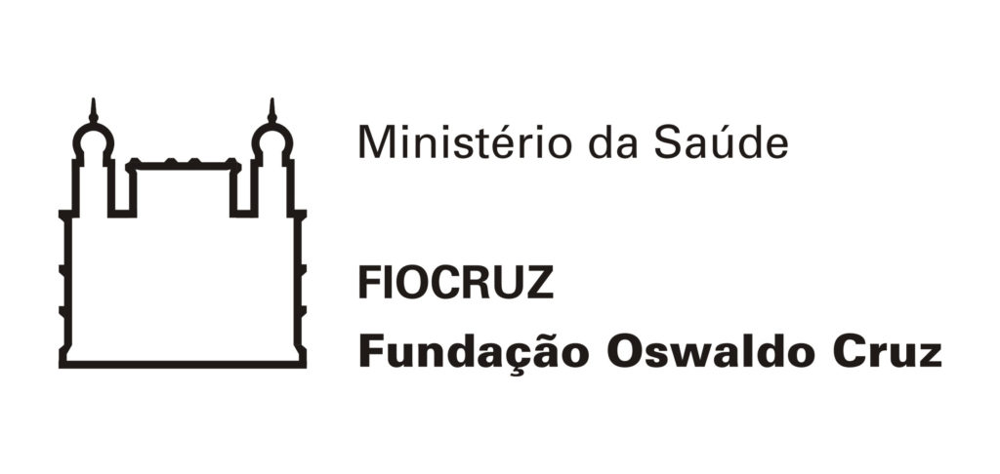 Ministério da Saúde
FIOCRUZ
Fundação Oswaldo Cruz